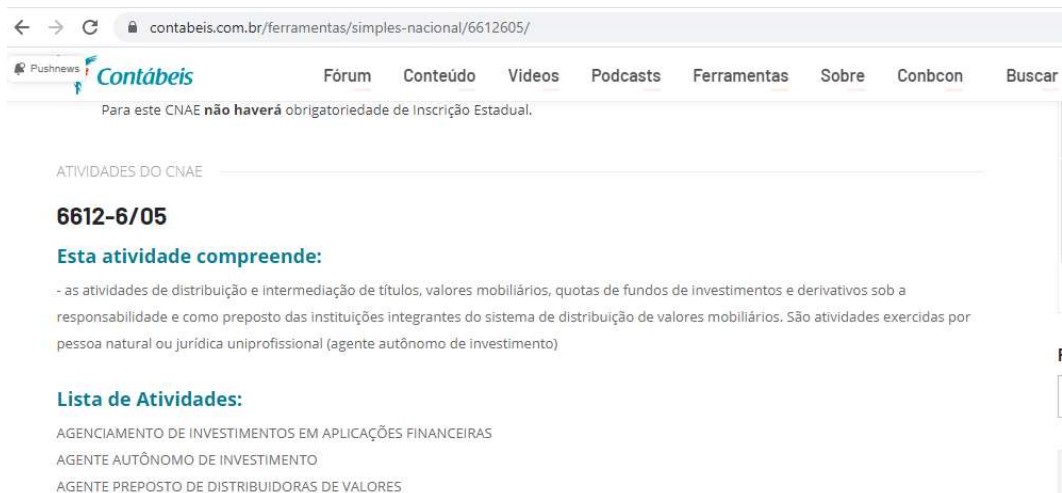 contabeis.com.br/ferramentas/simples-nacional/6612605/
Pushnews
Contábeis Fórum Conteúdo Videos Podcasts Ferramentas Sobre Conbcon Buscar
Para este CNAE não haverá obrigatoriedade de Inscrição Estadual.
ATIVIDADES DO CNAE
6612-6/05
Esta atividade compreende:
- as atividades de distribuição e intermediação de títulos, valores mobiliários, quotas de fundos de investimentos e derivativos sob a
responsabilidade e como preposto das instituições integrantes do sistema de distribuição de valores mobiliários. São atividades exercidas por
pessoa natural ou jurídica uniprofissional (agente autônomo de investimento)
Lista de Atividades:
AGENCIAMENTO DE INVESTIMENTOS EM APLICAÇÕES FINANCEIRAS
AGENTE AUTÔNOMO DE INVESTIMENTO
AGENTE PREPOSTO DE DISTRIBUIDORAS DE VALORES